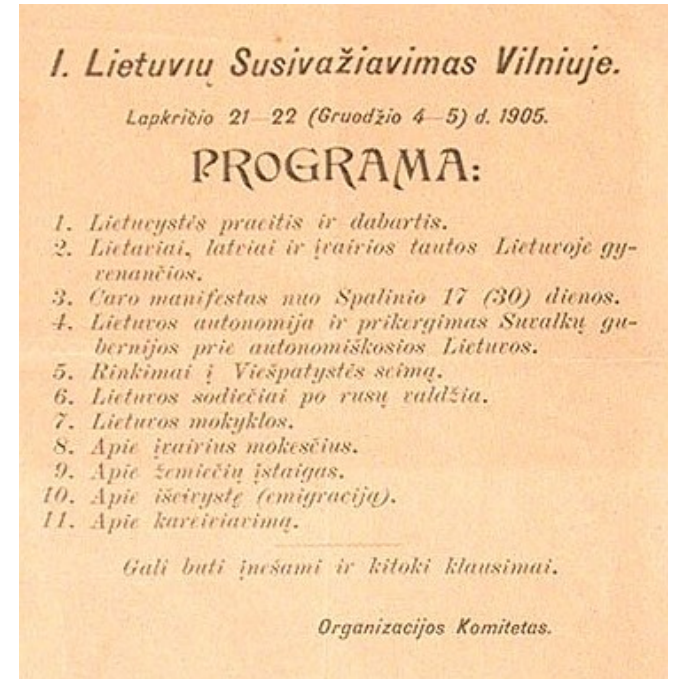 I. Lietuvių Susivažiavimas Vilniuje.
Lapkričio 21—22 (Gruodžio 4—5) d. 1905.
PROGRAMA:
1. Lietuvystės praeitis ir dabartis.
2. Lietuviai, latviai ir įvairios tautos Lietuvoje gy-
venančios.
3. Caro manifestas nuo Spalinio 17 (30) dienos.
4. Lietuvos autonomija ir prikergimas Suvalkų gu-
bernijos prie autonomiškosios Lietuvos.
5. Rinkimai į Viešpatystės seimą.
6. Lietuvos sodiečiai po rusų valdžia.
7. Lietuvos mokyklos.
8. Apie įvairius mokesčius.
9. Apie žemiečių įstaigas.
10. Apie išeivystę (emigraciją).
11. Apie kareiviavimą.
Gali buti įnešami ir kitoki klausimai.
Organizacijos Komitetas.